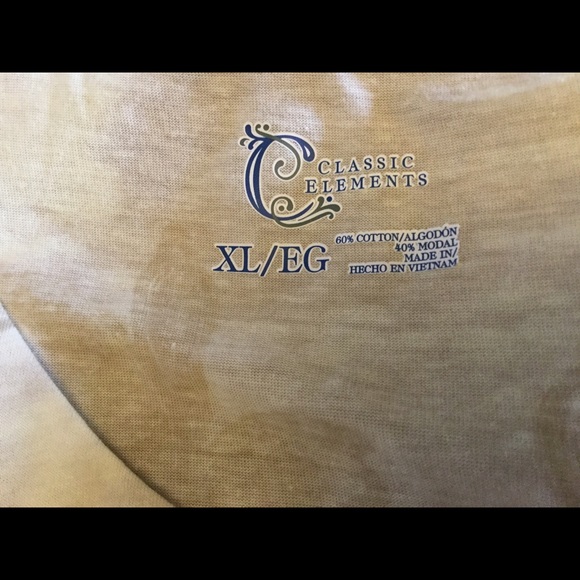 CLASSIC
ELEMENTS
XL/EG
60% COTTON/ALGODÓN
40% MODAL
MADE IN/
HECHO EN VIETNAM